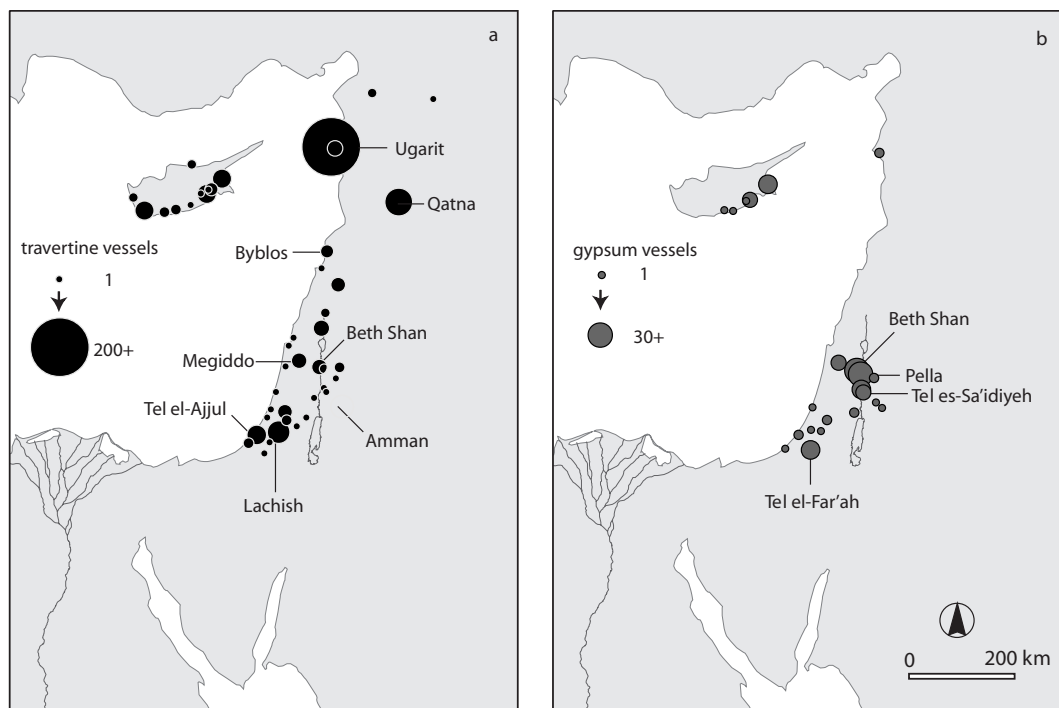 a
Ugarit
Qatna
travertine vessels
1
200+
Byblos
Beth Shan
Megiddo
Tel el-Ajjul
Amman
Lachish
b
gypsum vessels
1
30+
Beth Shan
Pella
Tel es-Sa'idiyeh
Tel el-Far'ah
0 200 km